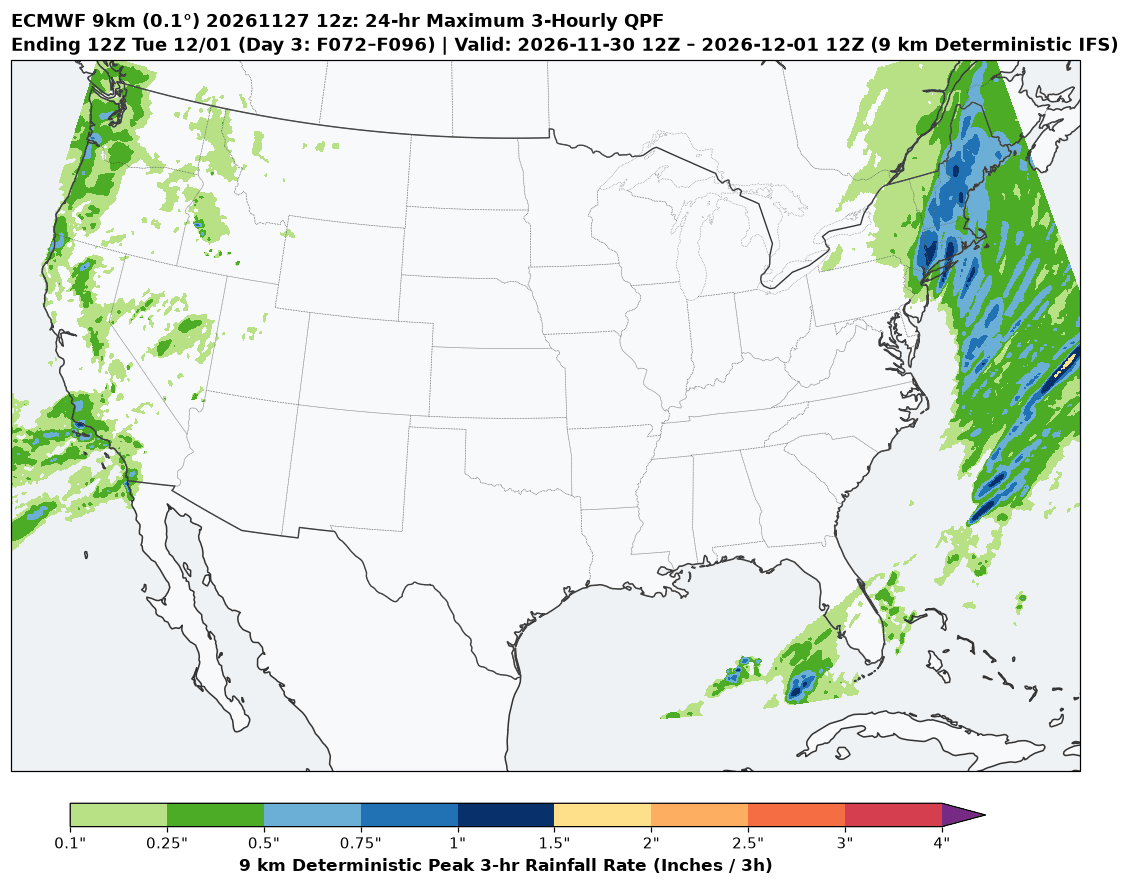 ECMWF 9km (0.1°) 20261127 12z: 24-hr Maximum 3-Hourly QPF
Ending 12Z Tue 12/01 (Day 3: F072–F096) | Valid: 2026-11-30 12Z – 2026-12-01 12Z (9 km Deterministic IFS)
0.1" 0.25" 0.5" 0.75" 1" 1.5" 2" 2.5" 3" 4"
9 km Deterministic Peak 3-hr Rainfall Rate (Inches / 3h)